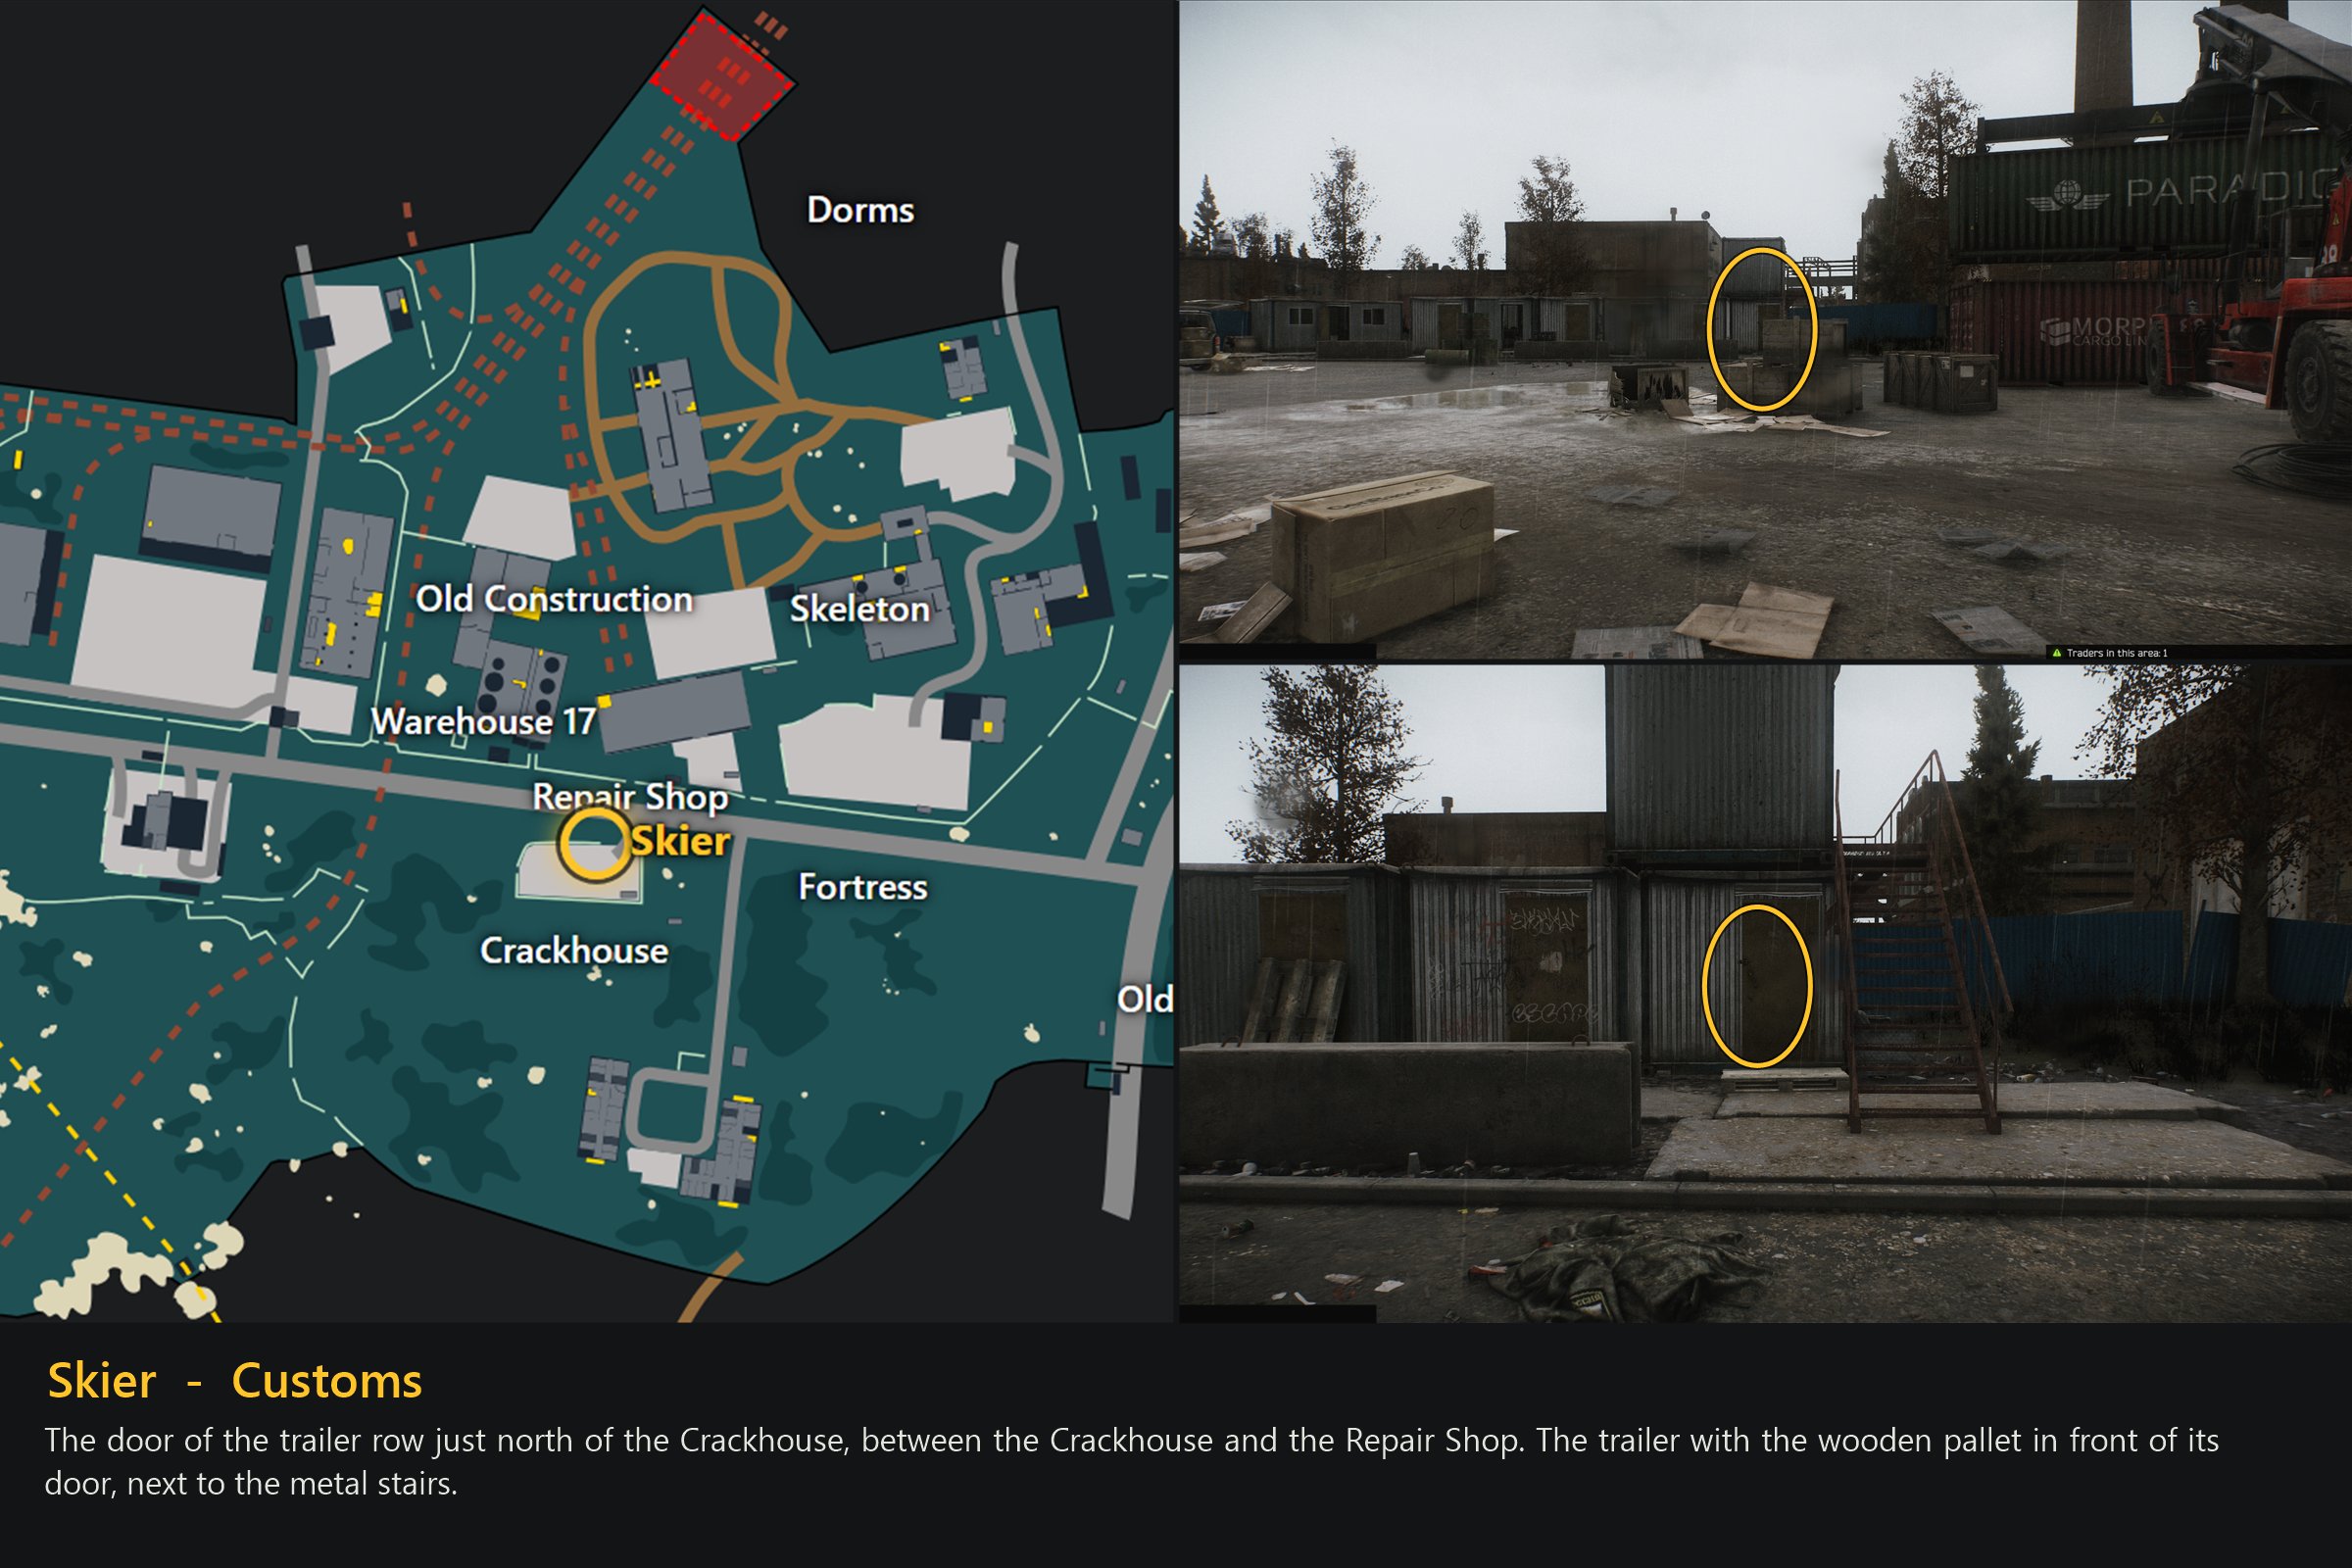 Dorms
Old Construction
Skeleton
Warehouse 17
Repair Shop
Skier
Fortress
Crackhouse
Old
PARADIG
MORP
CARGO LIN
Traders in this area: 1
ESCAPE
Skier - Customs
The door of the trailer row just north of the Crackhouse, between the Crackhouse and the Repair Shop. The trailer with the wooden pallet in front of its
door, next to the metal stairs.